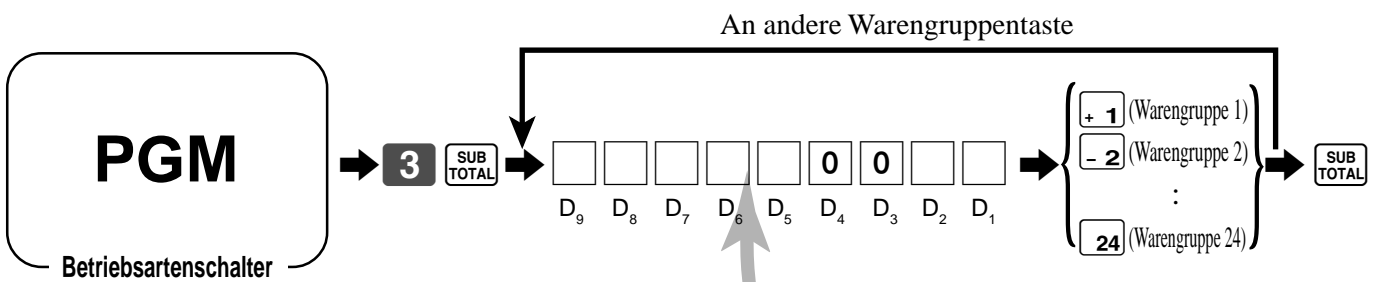 An andere Warengruppentaste
PGM
Betriebsartenschalter
3 SUB TOTAL
0 0
D9 D8 D7 D6 D5 D4 D3 D2 D1
+ 1 (Warengruppe 1)
- 2 (Warengruppe 2)
:
24 (Warengruppe 24)
SUB TOTAL